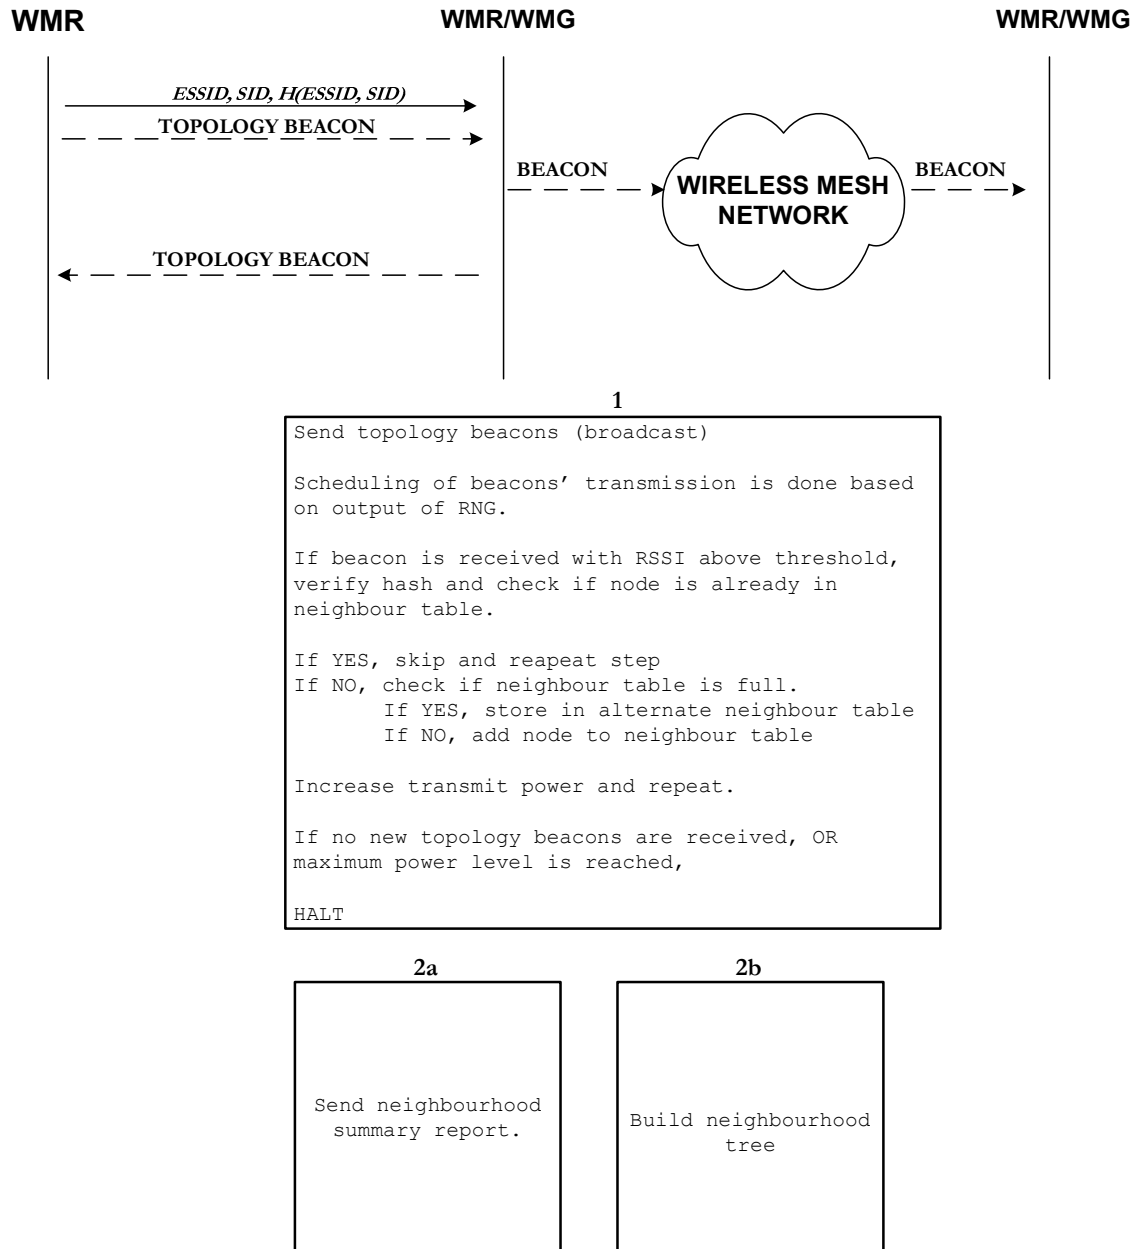 WMR
WMR/WMG
WMR/WMG
ESSID, SID, H(ESSID, SID)
TOPOLOGY BEACON
BEACON
WIRELESS MESH
NETWORK
BEACON
TOPOLOGY BEACON
1
Send topology beacons (broadcast)
Scheduling of beacons’ transmission is done based
on output of RNG.
If beacon is received with RSSI above threshold,
verify hash and check if node is already in
neighbour table.
If YES, skip and reapeat step
If NO, check if neighbour table is full.
If YES, store in alternate neighbour table
If NO, add node to neighbour table
Increase transmit power and repeat.
If no new topology beacons are received, OR
maximum power level is reached,
HALT
2a
2b
Send neighbourhood
summary report.
Build neighbourhood
tree